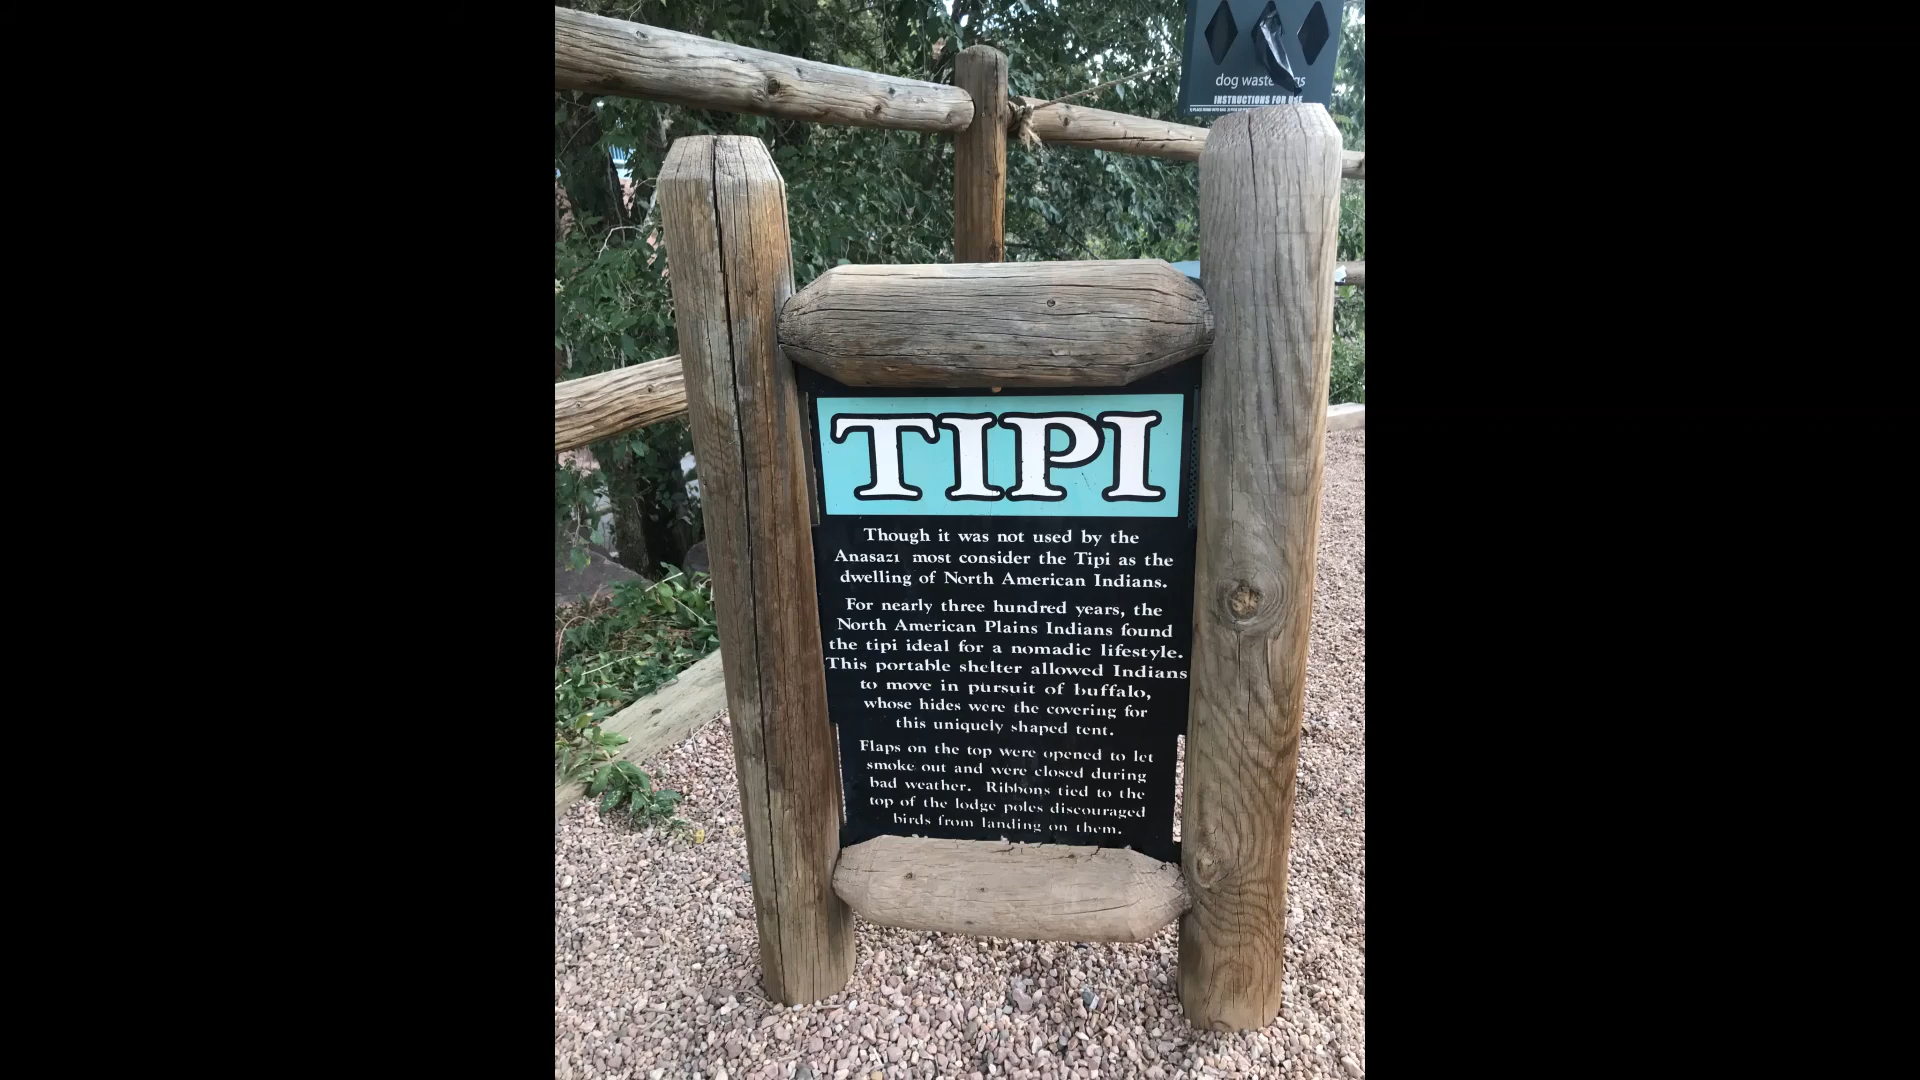 dog waste
INSTRUCTIONS FOR USE
TIPI
Though it was not used by the
Anasazi most consider the Tipi as the
dwelling of North American Indians.
For nearly three hundred years, the
North American Plains Indians found
the tipi ideal for a nomadic lifestyle.
This portable shelter allowed Indians
to move in pursuit of buffalo,
whose hides were the covering for
this uniquely shaped tent.
Flaps on the top were opened to let
smoke out and were closed during
bad weather. Ribbons tied to the
top of the lodge poles discouraged
birds from landing on them.